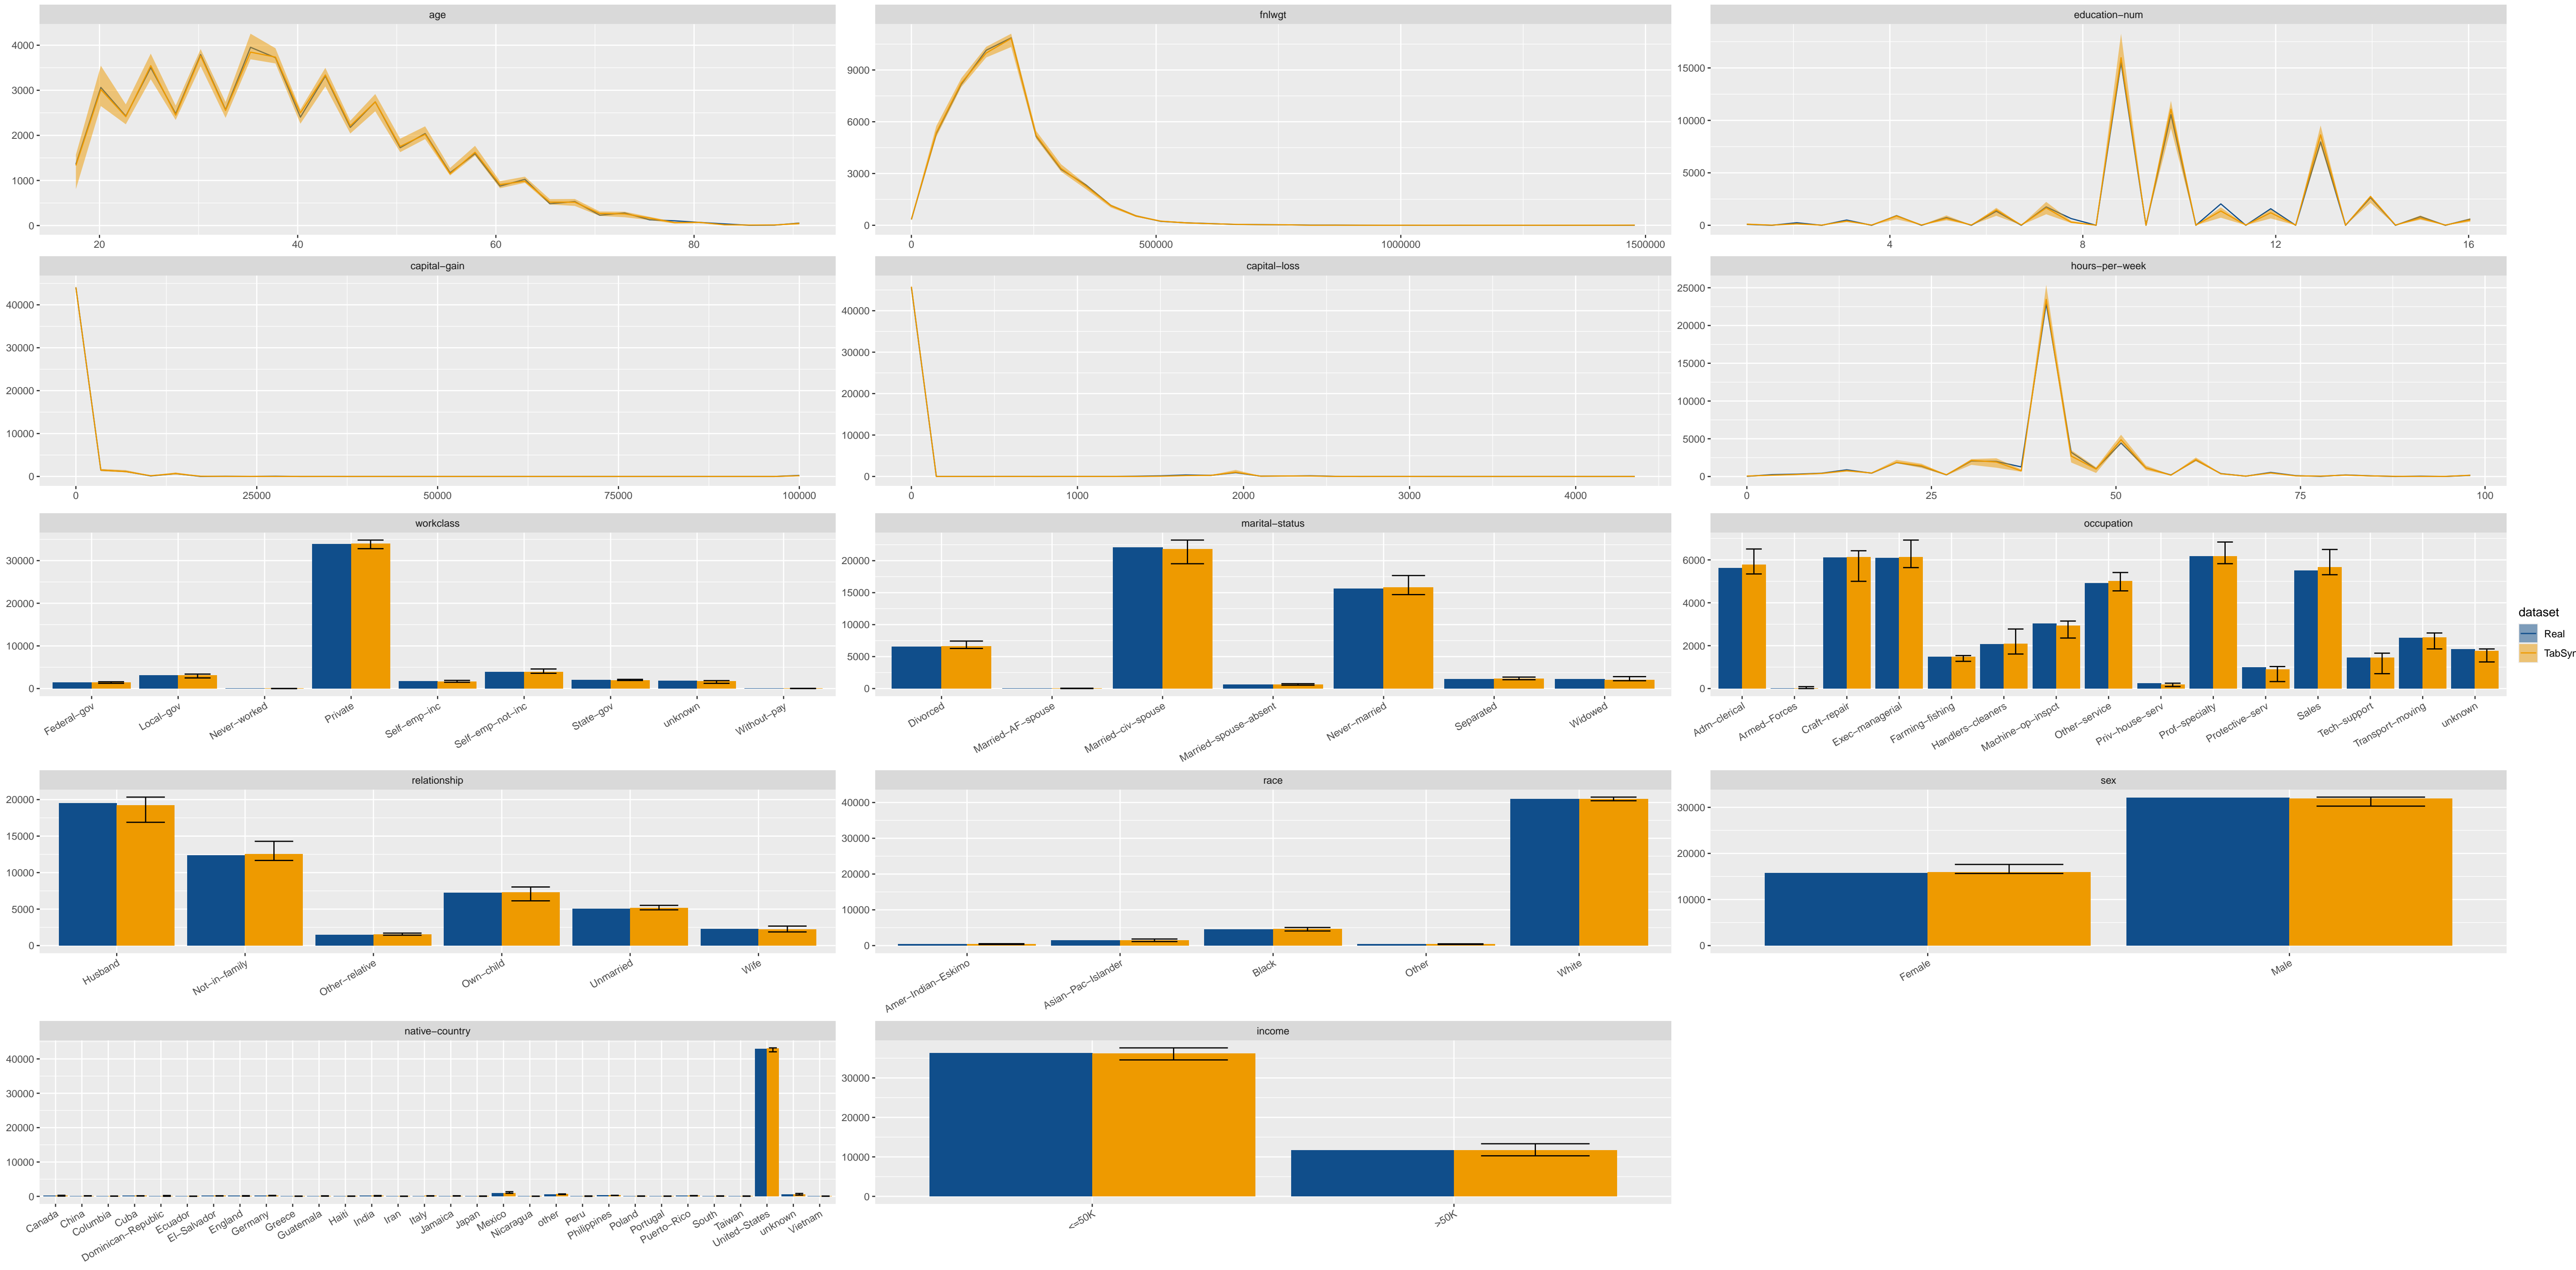 age
fnlwgt
education−num
4000
3000
2000
1000
0
20
40
60
80
9000
6000
3000
0
0
500000
1000000
1500000
15000
10000
5000
0
4
8
12
16
capital−gain
capital−loss
hours−per−week
40000
30000
20000
10000
0
0
25000
50000
75000
100000
40000
30000
20000
10000
0
0
1000
2000
3000
4000
25000
20000
15000
10000
5000
0
0
25
50
75
100
workclass
marital−status
occupation
30000
20000
10000
0
Federal−gov
Local−gov
Never−worked
Private
Self−emp−inc
Self−emp−not−inc
State−gov
unknown
Without−pay
20000
15000
10000
5000
0
Divorced
Married−AF−spouse
Married−civ−spouse
Married−spouse−absent
Never−married
Separated
Widowed
6000
4000
2000
0
Adm−clerical
Armed−Forces
Craft−repair
Exec−managerial
Farming−fishing
Handlers−cleaners
Machine−op−inspct
Other−service
Priv−house−serv
Prof−specialty
Protective−serv
Sales
Tech−support
Transport−moving
unknown
dataset
Real
TabSyn
relationship
race
sex
20000
15000
10000
5000
0
Husband
Not−in−family
Other−relative
Own−child
Unmarried
Wife
40000
30000
20000
10000
0
Amer−Indian−Eskimo
Asian−Pac−Islander
Black
Other
White
30000
20000
10000
0
Female
Male
native−country
income
40000
30000
20000
10000
0
Canada
China
Columbia
Cuba
Dominican−Republic
Ecuador
El−Salvador
England
Germany
Greece
Guatemala
Haiti
India
Iran
Italy
Jamaica
Japan
Mexico
Nicaragua
other
Peru
Philippines
Poland
Portugal
Puerto−Rico
South
Taiwan
United−States
unknown
Vietnam
30000
20000
10000
0
<=50K
>50K